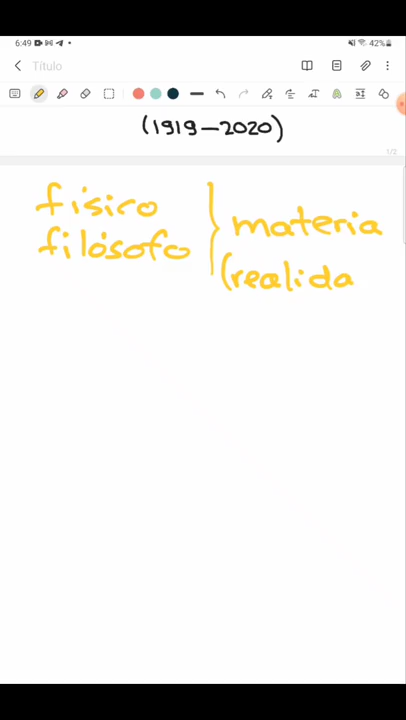 6:49
42%
Título
(1919-2020)
1/2
físico
filósofo
materia
(realida